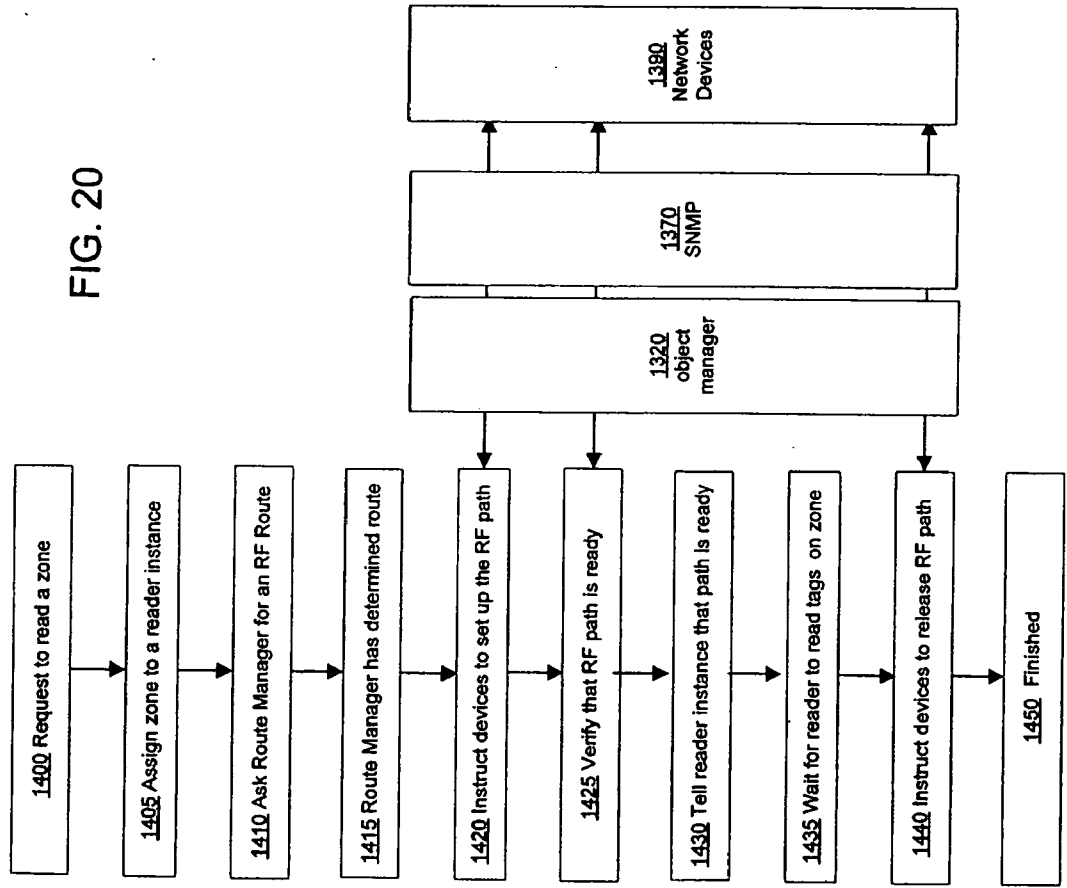 FIG. 20
1400 Request to read a zone
1405 Assign zone to a reader instance
1410 Ask Route Manager for an RF Route
1415 Route Manager has determined route
1420 Instruct devices to set up the RF path
1425 Verify that RF path is ready
1430 Tell reader instance that path is ready
1435 Wait for reader to read tags on zone
1440 Instruct devices to release RF path
1450 Finished
1320
object
manager
1370
SNMP
1390
Network
Devices